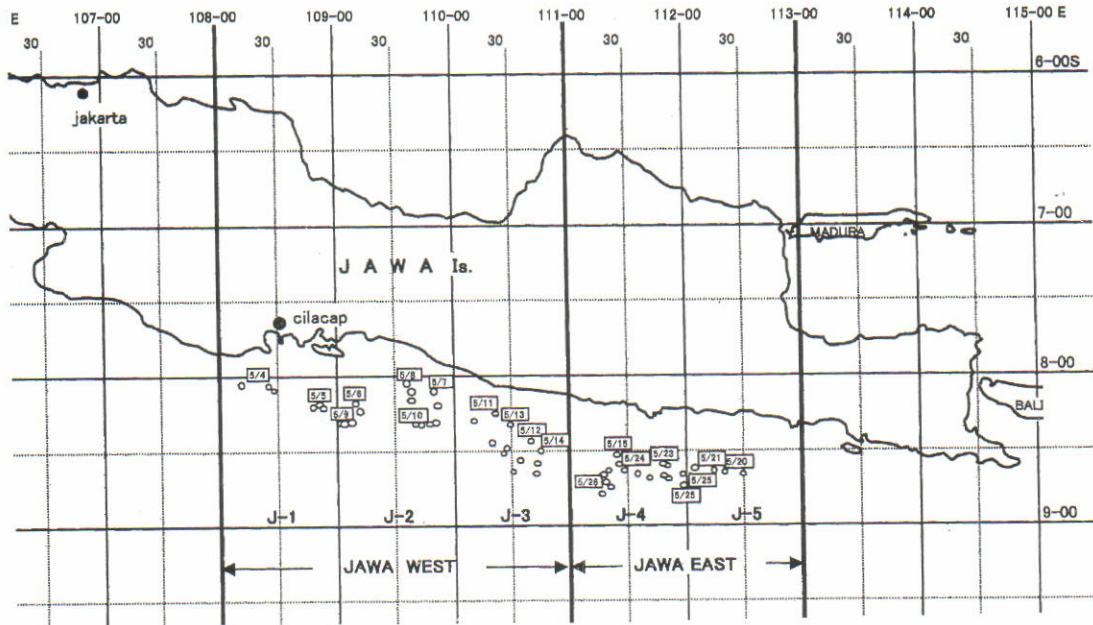 E 107-00 108-00 109-00 110-00 111-00 112-00 113-00 114-00 115-00 E
30 30 30 30 30 30 30 30 30
6-00S
jakarta
7-00
MADURA
JAWA Is.
cilacap
8-00
5/4 5/8 5/7
5/5 5/6
BALI
5/11
5/9 5/10 5/13
5/12
5/14
5/15 5/23 5/21 5/20
5/24
5/26 5/25
5/25
9-00
J-1 J-2 J-3 J-4 J-5
JAWA WEST JAWA EAST